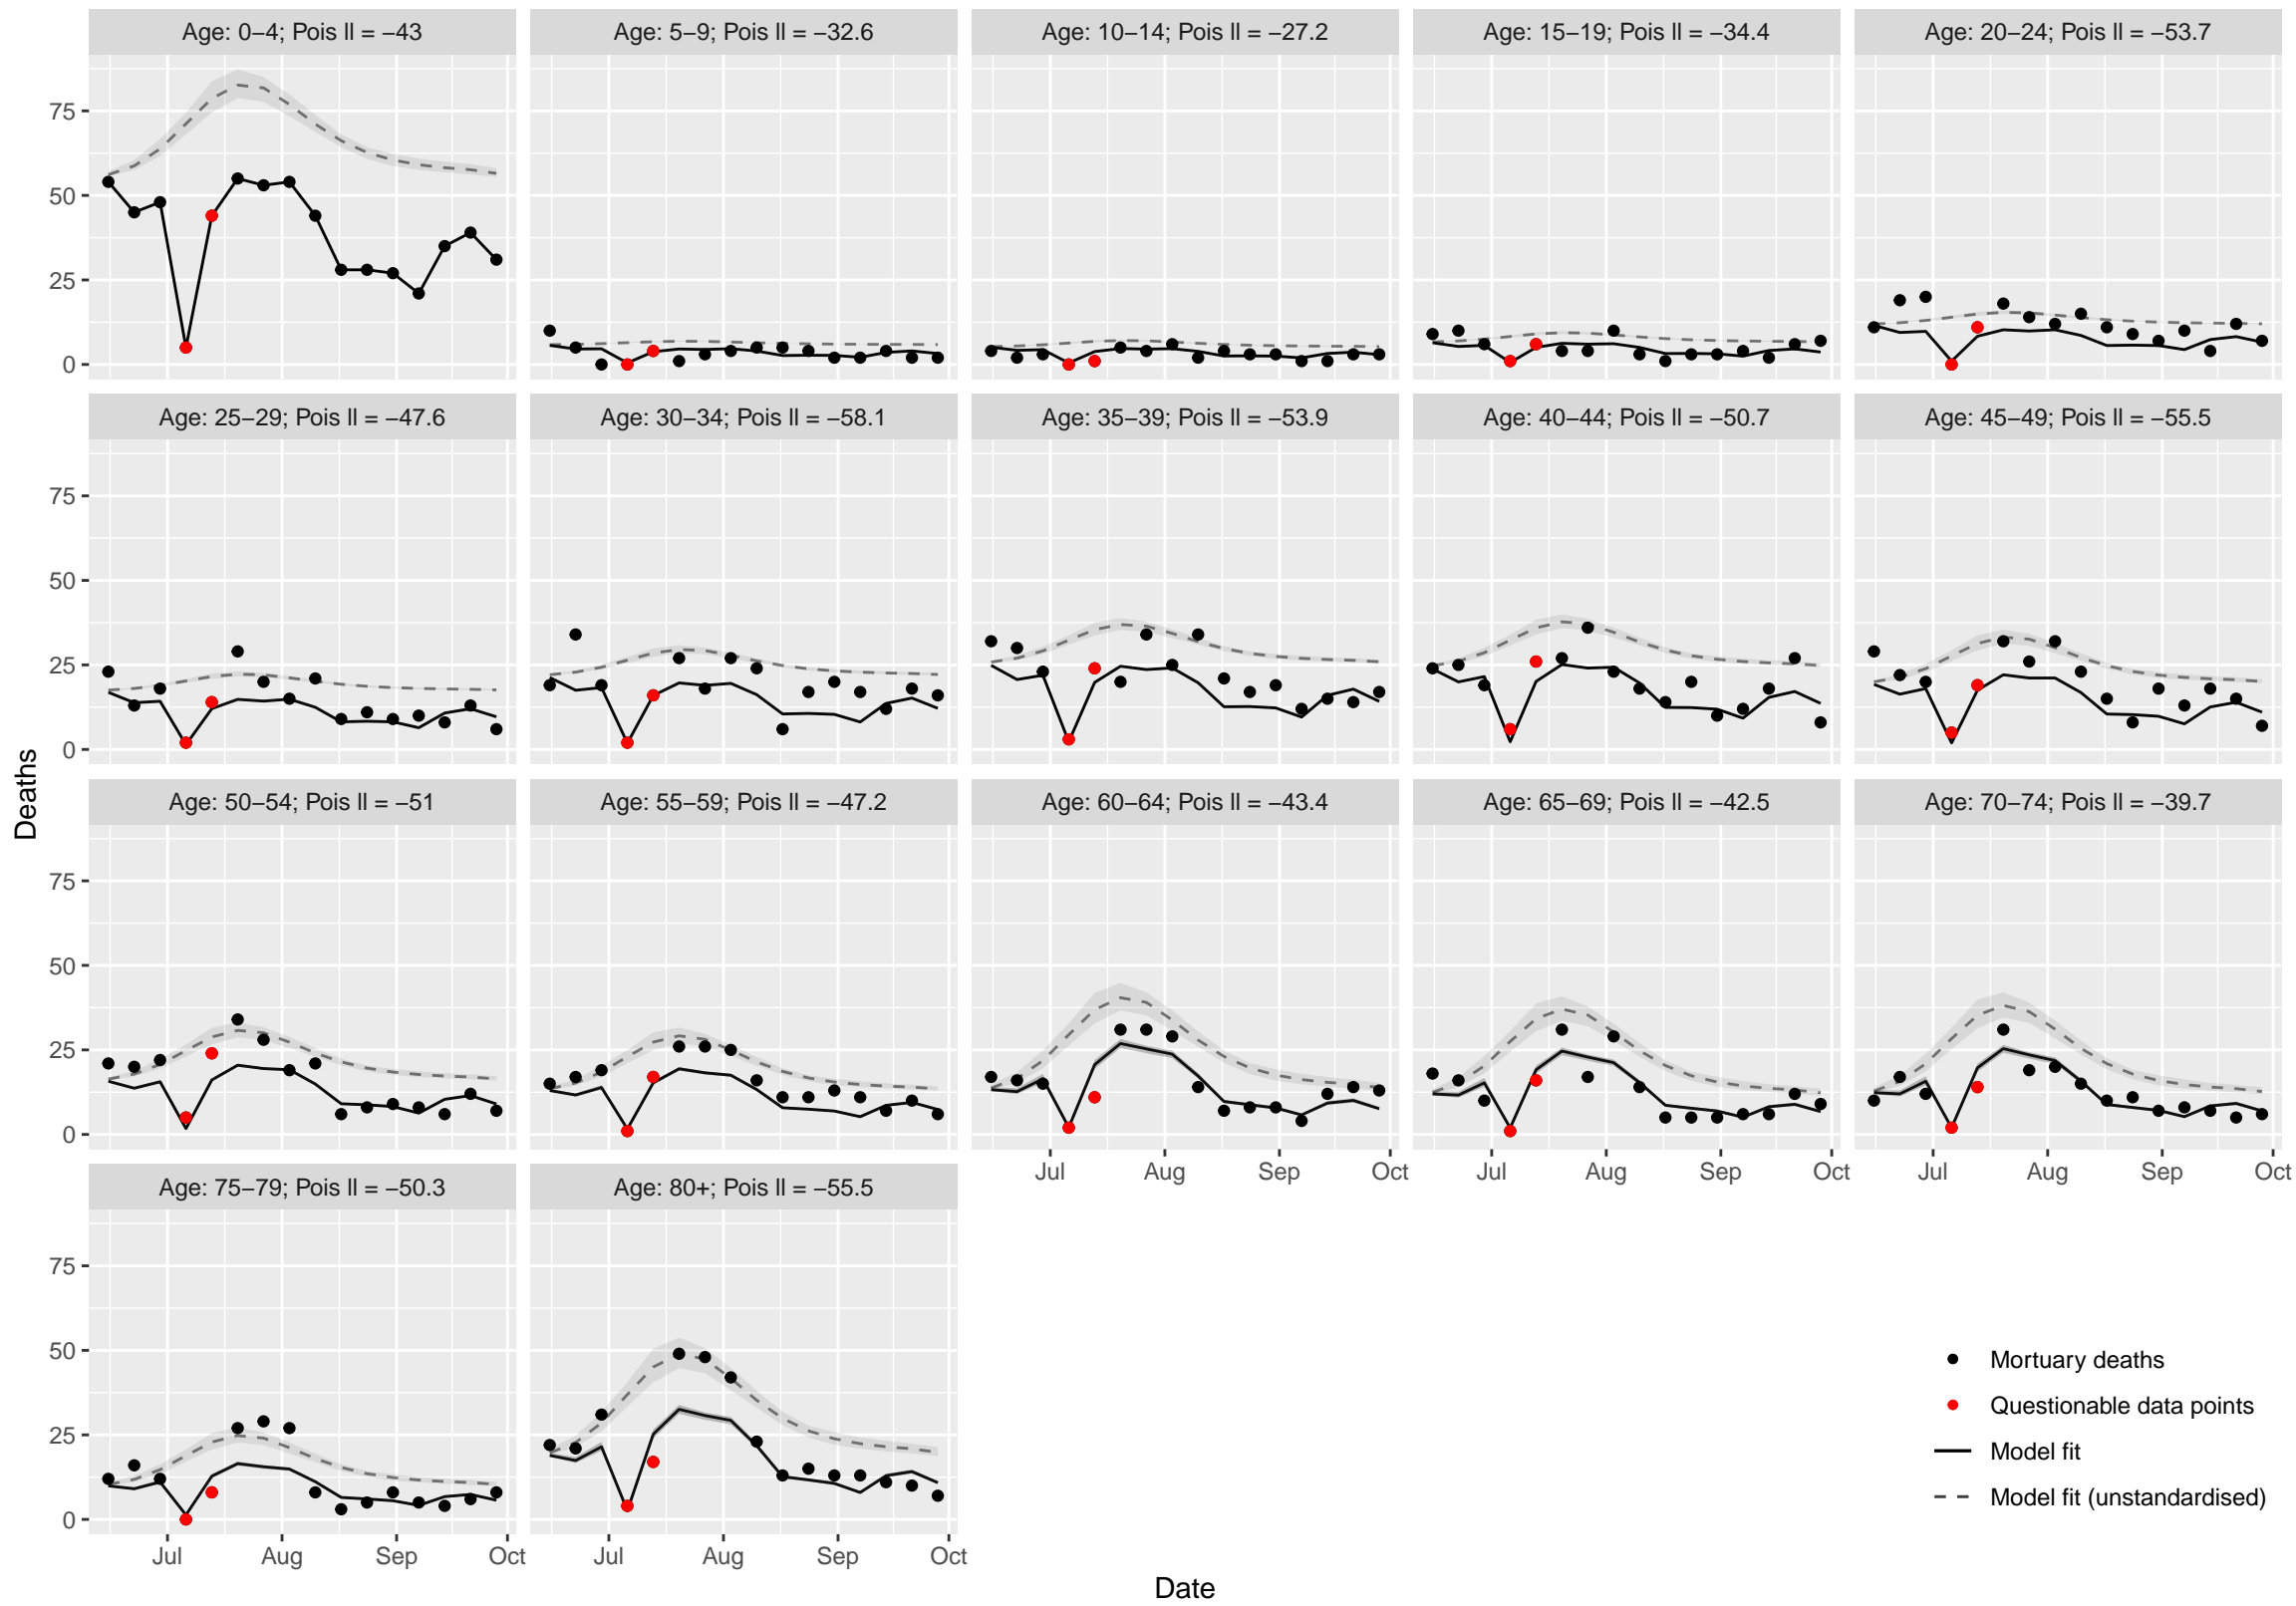 Age: 0−4; Pois ll = −43
Age: 5−9; Pois ll = −32.6
Age: 10−14; Pois ll = −27.2
Age: 15−19; Pois ll = −34.4
Age: 20−24; Pois ll = −53.7
75
50
25
0
Age: 25−29; Pois ll = −47.6
Age: 30−34; Pois ll = −58.1
Age: 35−39; Pois ll = −53.9
Age: 40−44; Pois ll = −50.7
Age: 45−49; Pois ll = −55.5
75
50
25
0
Deaths
Age: 50−54; Pois ll = −51
Age: 55−59; Pois ll = −47.2
Age: 60−64; Pois ll = −43.4
Age: 65−69; Pois ll = −42.5
Age: 70−74; Pois ll = −39.7
75
50
25
0
Jul Aug Sep Oct
Jul Aug Sep Oct
Jul Aug Sep Oct
Age: 75−79; Pois ll = −50.3
Age: 80+; Pois ll = −55.5
75
50
25
0
Jul Aug Sep Oct
Jul Aug Sep Oct
Mortuary deaths
Questionable data points
Model fit
Model fit (unstandardised)
Date